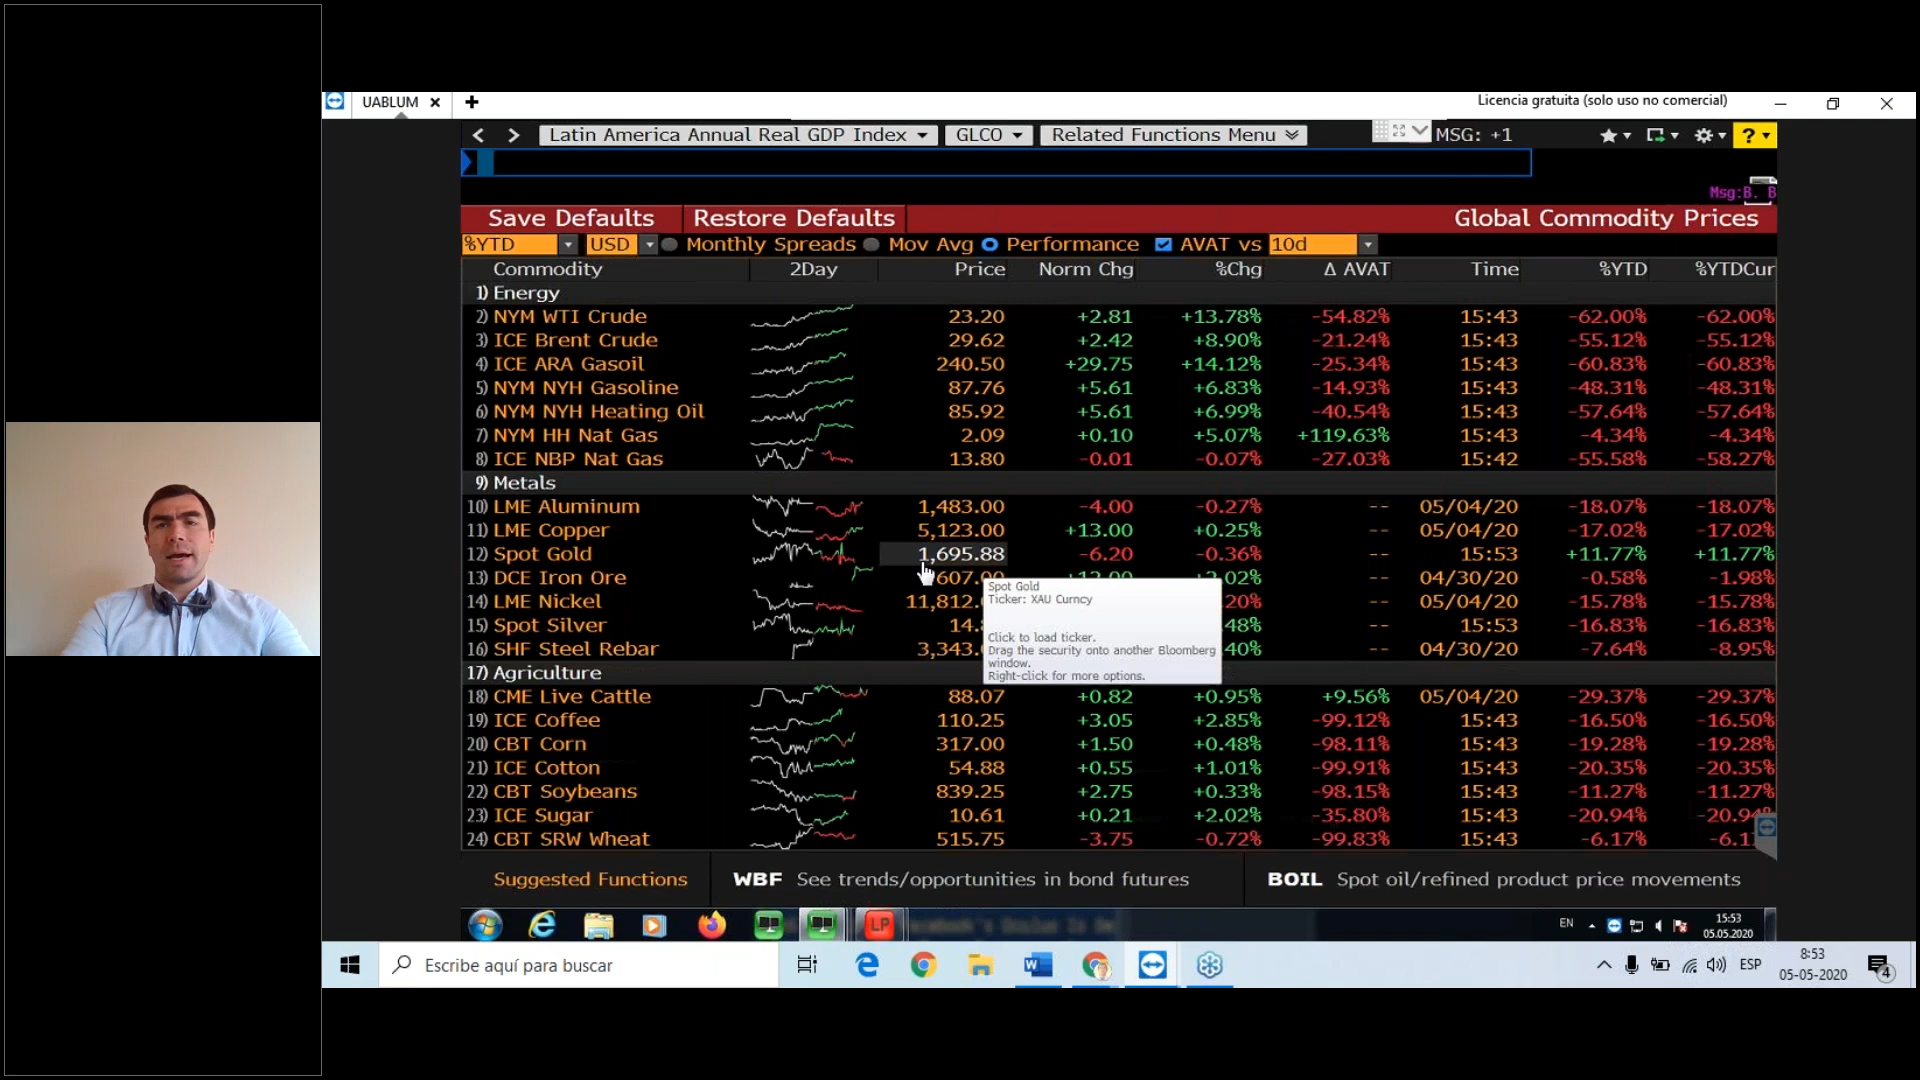 UABLUM
Licencia gratuita (solo uso no comercial)
Latin America Annual Real GDP Index GLCO Related Functions Menu MSG: +1 ?
Msg:B. B
Save Defaults Restore Defaults Global Commodity Prices
%YTD USD Monthly Spreads Mov Avg Performance AVAT vs 10d
Commodity 2Day Price Norm Chg %Chg Δ AVAT Time %YTD %YTDCur
1) Energy
2) NYM WTI Crude 23.20 +2.81 +13.78% -54.82% 15:43 -62.00% -62.00%
3) ICE Brent Crude 29.62 +2.42 +8.90% -21.24% 15:43 -55.12% -55.12%
4) ICE ARA Gasoil 240.50 +29.75 +14.12% -25.34% 15:43 -60.83% -60.83%
5) NYM NYH Gasoline 87.76 +5.61 +6.83% -14.93% 15:43 -48.31% -48.31%
6) NYM NYH Heating Oil 85.92 +5.61 +6.99% -40.54% 15:43 -57.64% -57.64%
7) NYM HH Nat Gas 2.09 +0.10 +5.07% +119.63% 15:43 -4.34% -4.34%
8) ICE NBP Nat Gas 13.80 -0.01 -0.07% -27.03% 15:42 -55.58% -58.27%
9) Metals
10) LME Aluminum 1,483.00 -4.00 -0.27% -- 05/04/20 -18.07% -18.07%
11) LME Copper 5,123.00 +13.00 +0.25% -- 05/04/20 -17.02% -17.02%
12) Spot Gold 1,695.88 -6.20 -0.36% -- 15:53 +11.77% +11.77%
13) DCE Iron Ore 04/30/20 -0.58% -1.98%
14) LME Nickel 11,812. 20% -- 05/04/20 -15.78% -15.78%
15) Spot Silver 14. 48% -- 15:53 -16.83% -16.83%
16) SHF Steel Rebar 3,343. 40% -- 04/30/20 -7.64% -8.95%
Spot Gold
Ticker: XAU Curncy
Click to load ticker.
Drag the security onto another Bloomberg
window.
Right-click for more options.
17) Agriculture
18) CME Live Cattle 88.07 +0.82 +0.95% +9.56% 05/04/20 -29.37% -29.37%
19) ICE Coffee 110.25 +3.05 +2.85% -99.12% 15:43 -16.50% -16.50%
20) CBT Corn 317.00 +1.50 +0.48% -98.11% 15:43 -19.28% -19.28%
21) ICE Cotton 54.88 +0.55 +1.01% -99.91% 15:43 -20.35% -20.35%
22) CBT Soybeans 839.25 +2.75 +0.33% -98.15% 15:43 -11.27% -11.27%
23) ICE Sugar 10.61 +0.21 +2.02% -35.80% 15:43 -20.94% -20.94%
24) CBT SRW Wheat 515.75 -3.75 -0.72% -99.83% 15:43 -6.17% -6.1
Suggested Functions WBF See trends/opportunities in bond futures BOIL Spot oil/refined product price movements
LP EN 15:53
05.05.2020
Escribe aquí para buscar ESP 8:53
05-05-2020 4